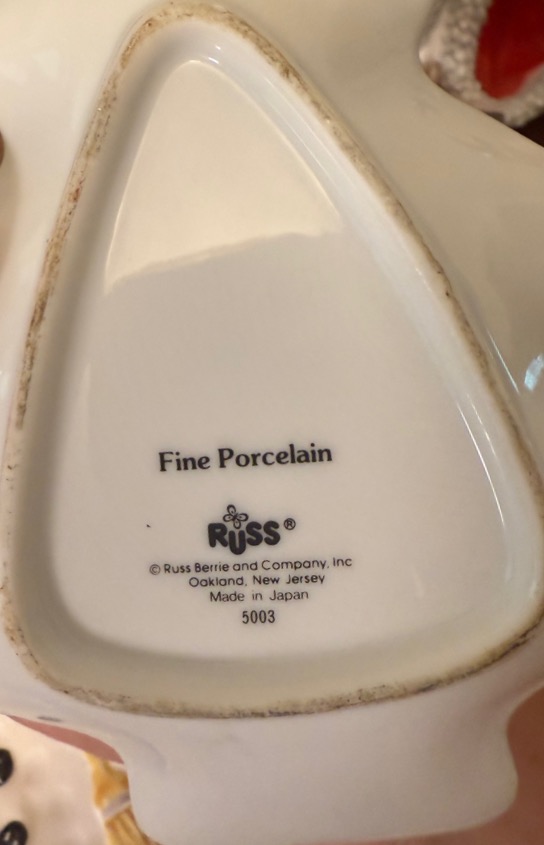 Fine Porcelain
RUSS®
© Russ Berrie and Company, Inc
Oakland, New Jersey
Made in Japan
5003